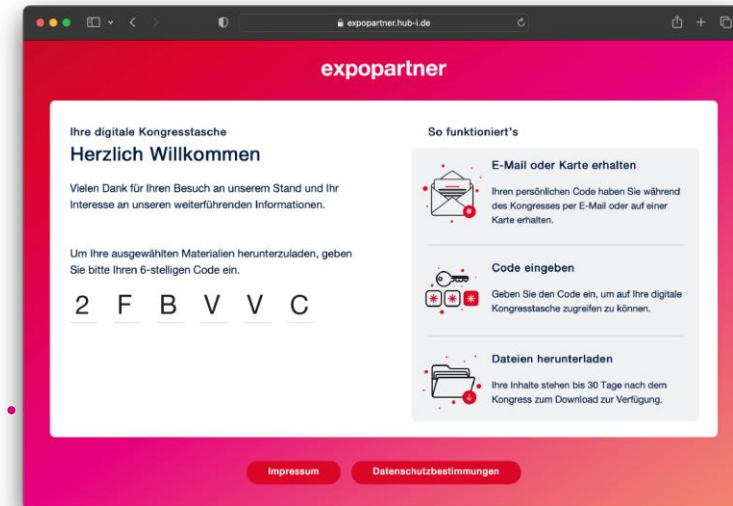 expopartner.hub-i.de
expopartner
Ihre digitale Kongresstasche
Herzlich Willkommen
Vielen Dank für Ihren Besuch an unserem Stand und Ihr
Interesse an unseren weiterführenden Informationen.
Um Ihre ausgewählten Materialien herunterzuladen, geben
Sie bitte Ihren 6-stelligen Code ein.
2 F B V V C
So funktioniert's
E-Mail oder Karte erhalten
Ihren persönlichen Code haben Sie während
des Kongresses per E-Mail oder auf einer
Karte erhalten.
Code eingeben
Geben Sie den Code ein, um auf Ihre digitale
Kongresstasche zugreifen zu können.
Dateien herunterladen
Ihre Inhalte stehen bis 30 Tage nach dem
Kongress zum Download zur Verfügung.
Impressum
Datenschutzbestimmungen